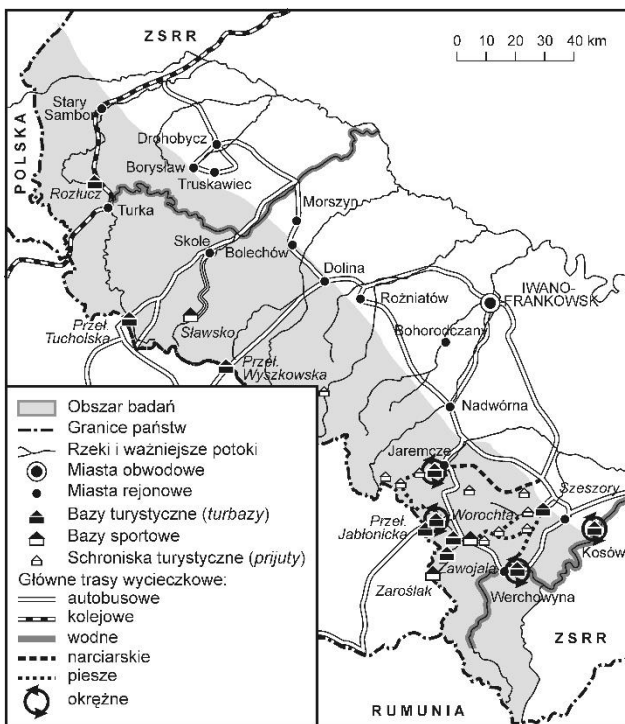 ZSRR
0 10 20 30 40 km
POLSKA
Stary
Sambor
Drohobycz
Borysław
Truskawiec
Rozłucz
Turka
Morszyn
Skole
Bolechów
Dolina
IWANO-
FRANKOWSK
Rożniatów
Bohorodczany
Sławsko
Przeł.
Tucholska
Przeł.
Wyszkowska
Nadwórna
Jaremcze
Szeszory
Worochta
Przeł.
Jabłonicka
Kosów
Zawojala
Zaroślak
Werchowyna
ZSRR
RUMUNIA
Obszar badań
Granice państw
Rzeki i ważniejsze potoki
Miasta obwodowe
Miasta rejonowe
Bazy turystyczne (turbazy)
Bazy sportowe
Schroniska turystyczne (prijuty)
Główne trasy wycieczkowe:
autobusowe
kolejowe
wodne
narciarskie
piesze
okrężne